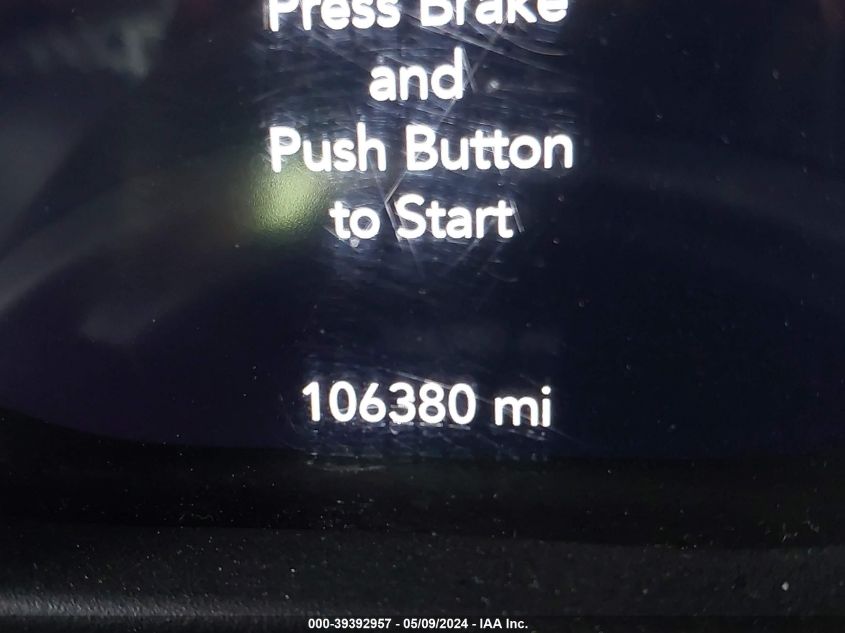 Press Brake
and
Push Button
to Start
106380 mi
000-39392957 - 05/09/2024 - IAA Inc.